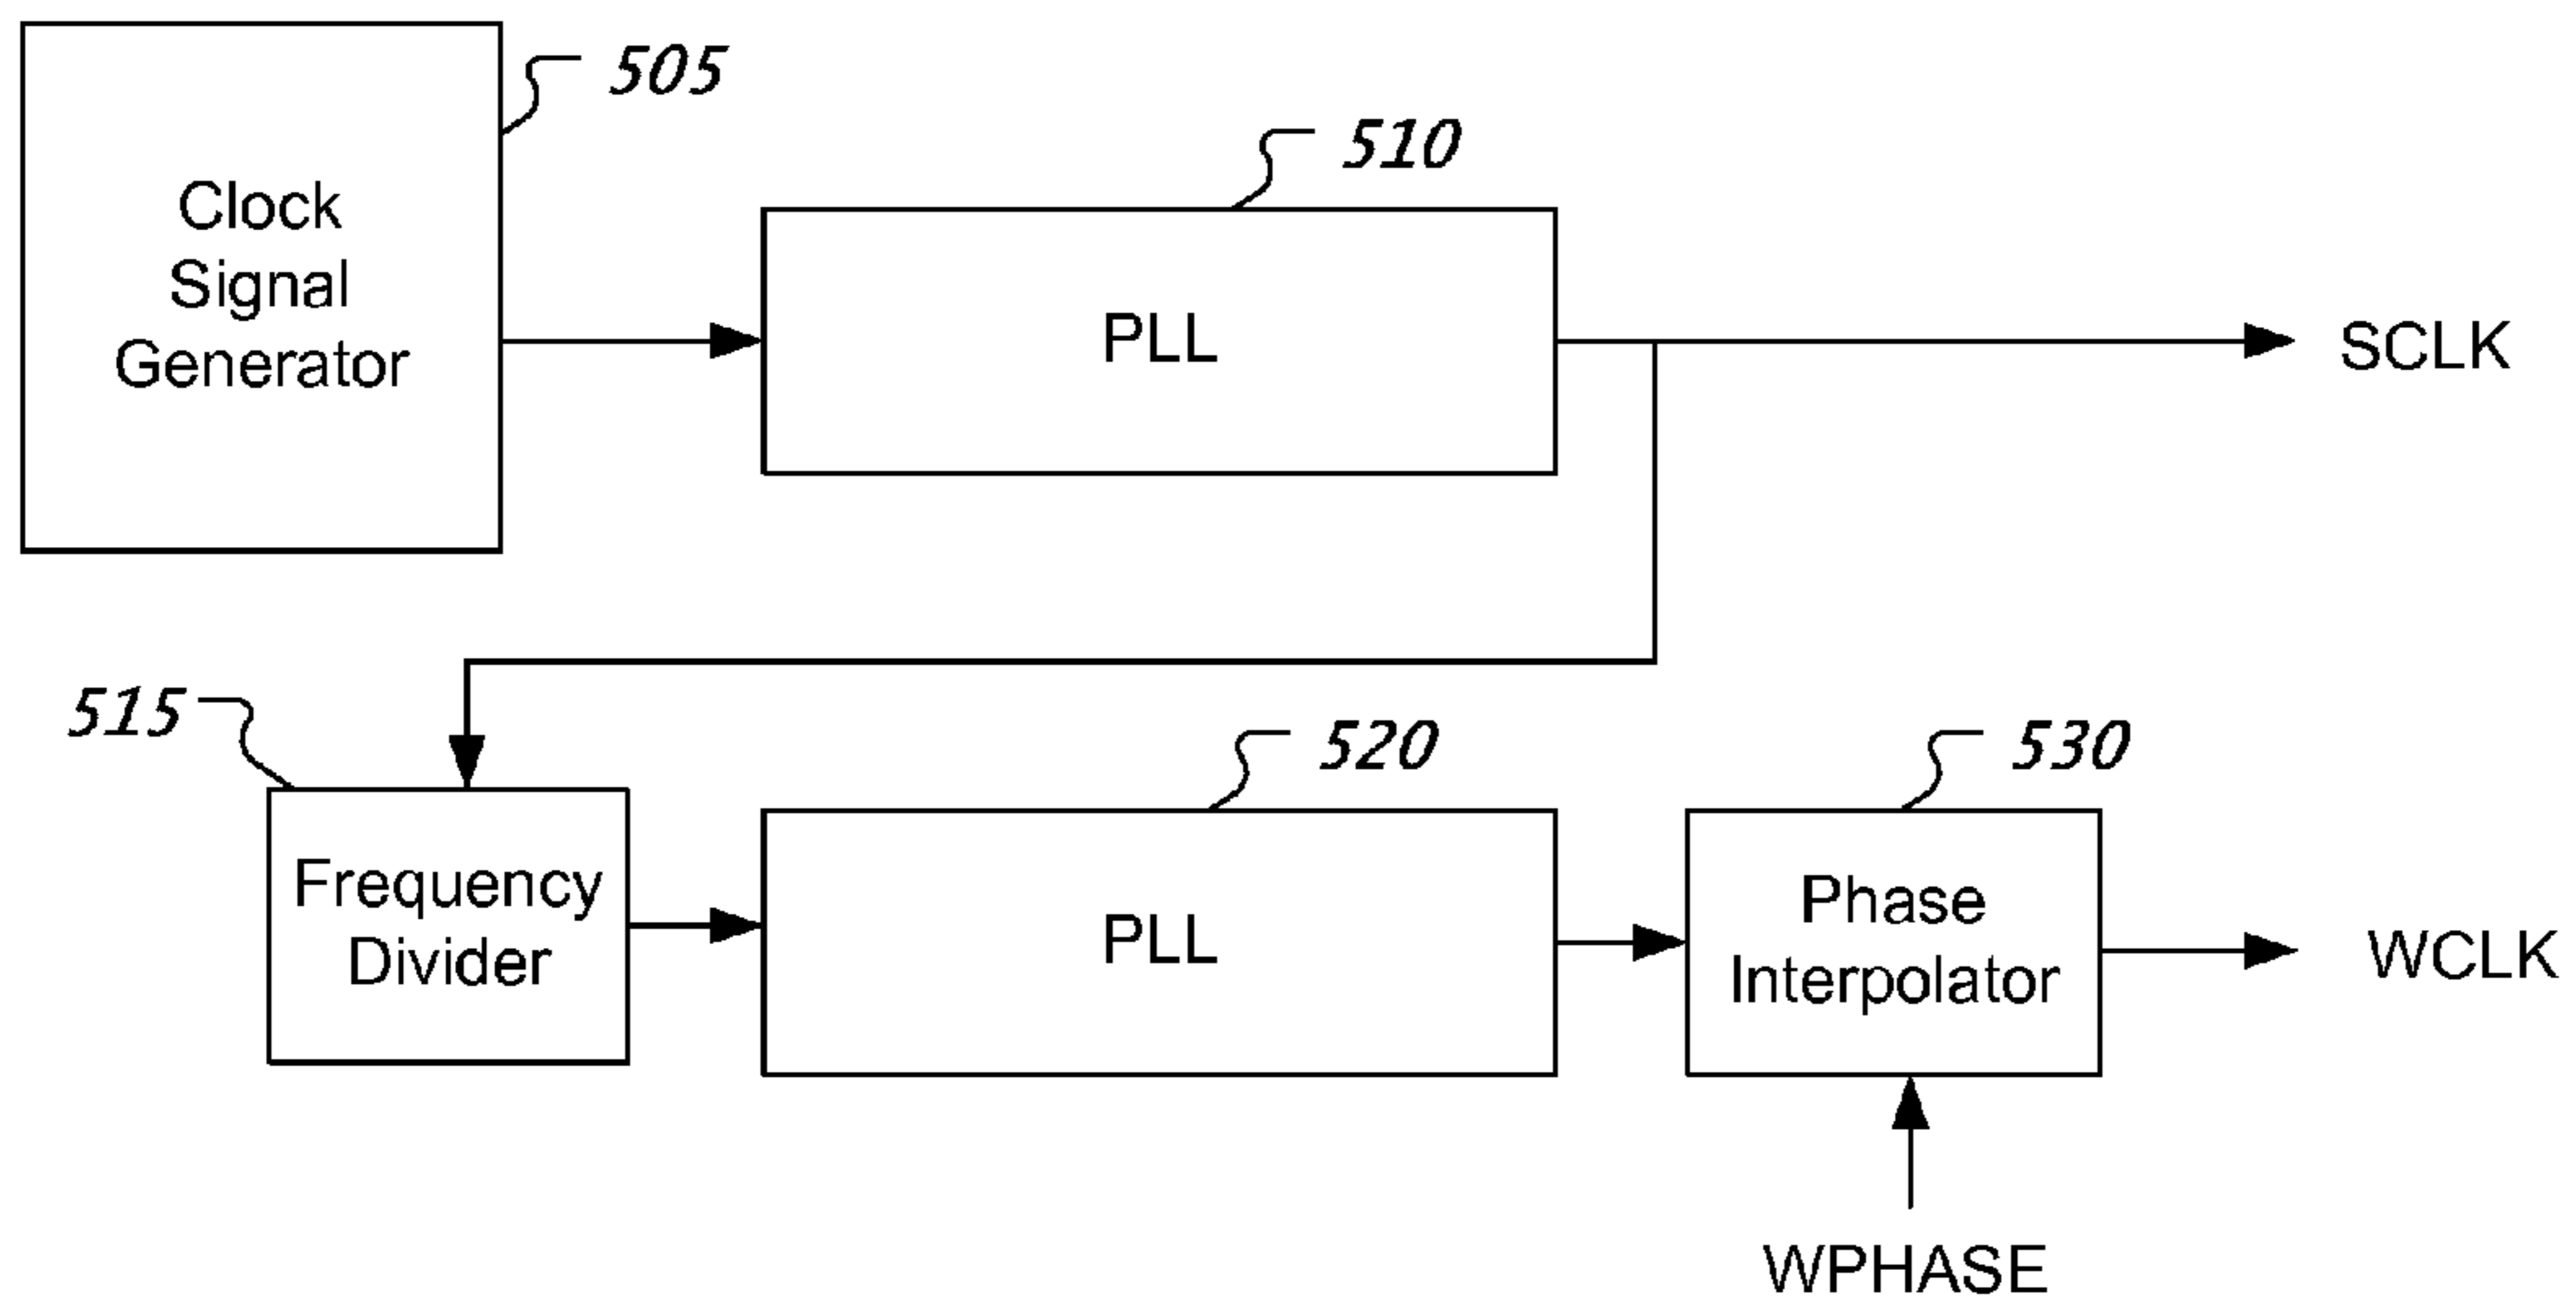 505
Clock
Signal
Generator
510
PLL
SCLK
515
Frequency
Divider
520
PLL
530
Phase
Interpolator
WCLK
WPHASE